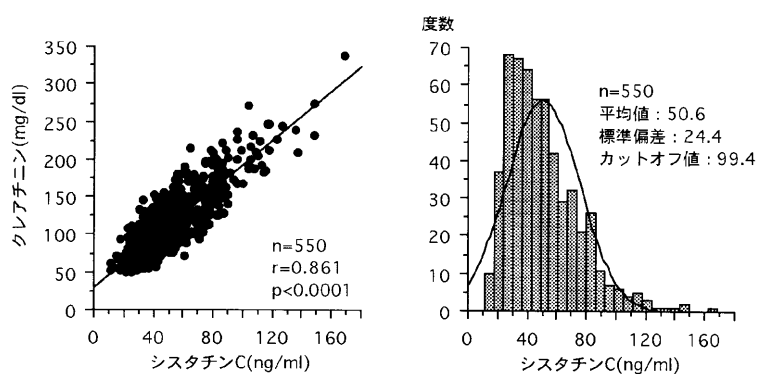 350
300
250
200
150
100
50
0
クレアチニン(mg/dl)
n=550
r=0.861
p<0.0001
0 40 80 120 160
シスタチンC(ng/ml)
度数
70
60
50
40
30
20
10
0
n=550
平均値：50.6
標準偏差：24.4
カットオフ値：99.4
0 40 80 120 160
シスタチンC(ng/ml)